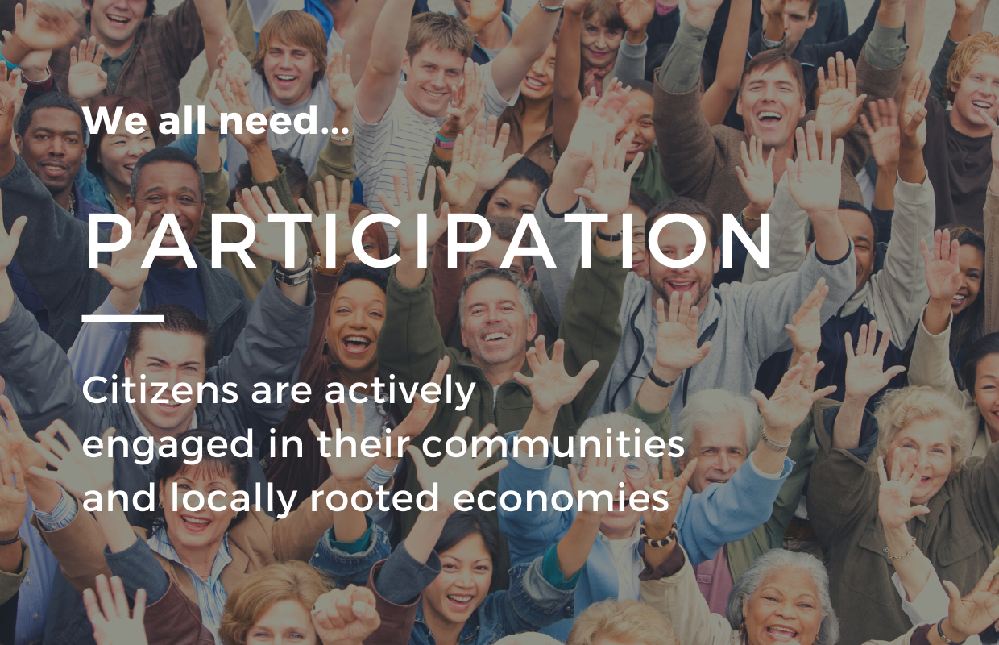 We all need...
PARTICIPATION
Citizens are actively
engaged in their communities
and locally rooted economies